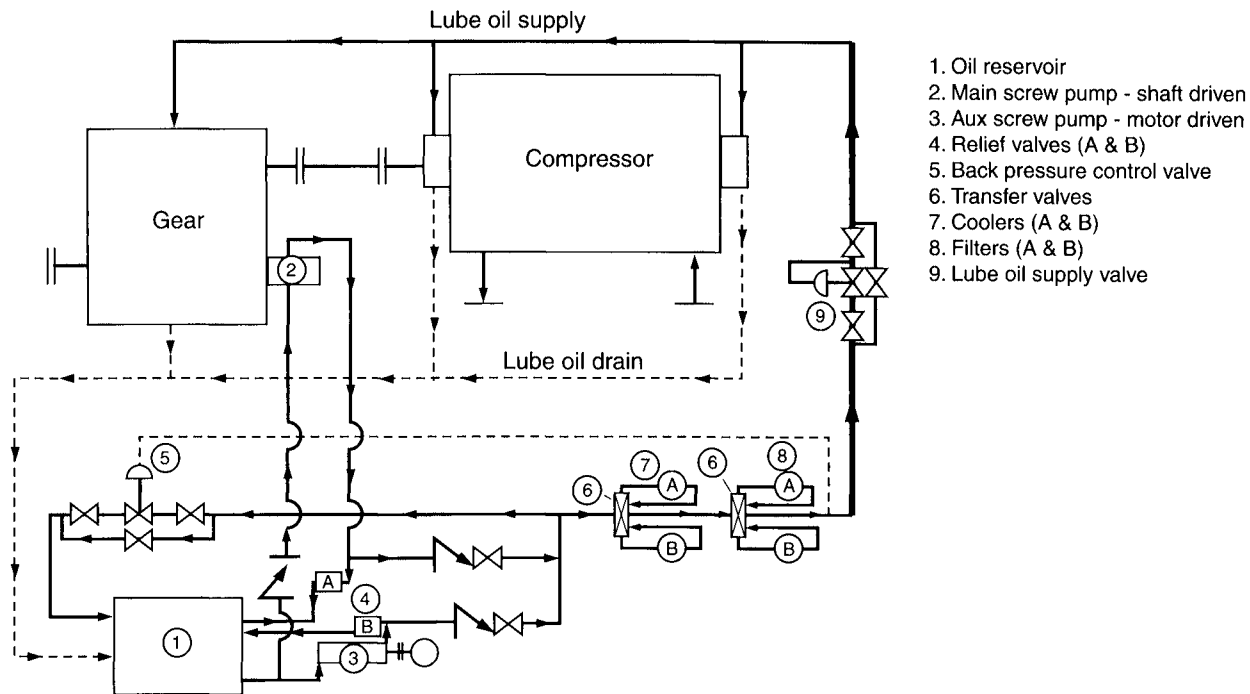 Lube oil supply
1. Oil reservoir
2. Main screw pump - shaft driven
3. Aux screw pump - motor driven
4. Relief valves (A & B)
5. Back pressure control valve
6. Transfer valves
7. Coolers (A & B)
8. Filters (A & B)
9. Lube oil supply valve
Compressor
Gear
2
9
Lube oil drain
5
7
6
8
6
A
A
B
B
A
4
B
1
3